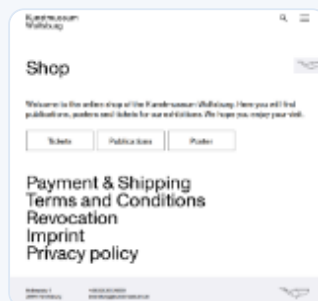 Kunstmuseum
Wolfsburg
Shop
Welcome to the online shop of the Kunstmuseum Wolfsburg. Here you will find
publications, posters and tickets for our exhibitions. We hope you enjoy your visit.
Tickets
Publications
Poster
Payment & Shipping
Terms and Conditions
Revocation
Imprint
Privacy policy